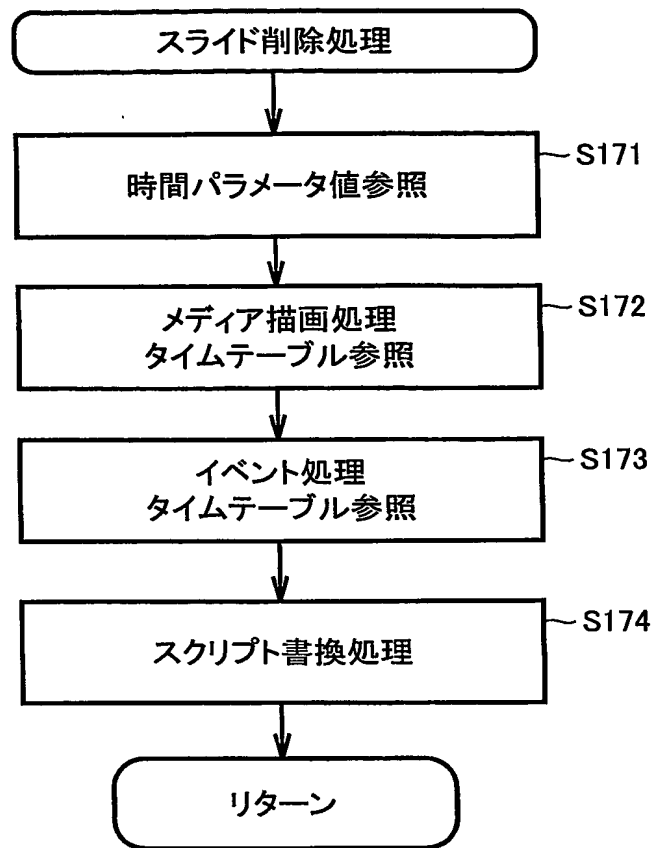 スライド削除処理
時間パラメータ値参照
S171
メディア描画処理
タイムテーブル参照
S172
イベント処理
タイムテーブル参照
S173
スクリプト書換処理
S174
リターン